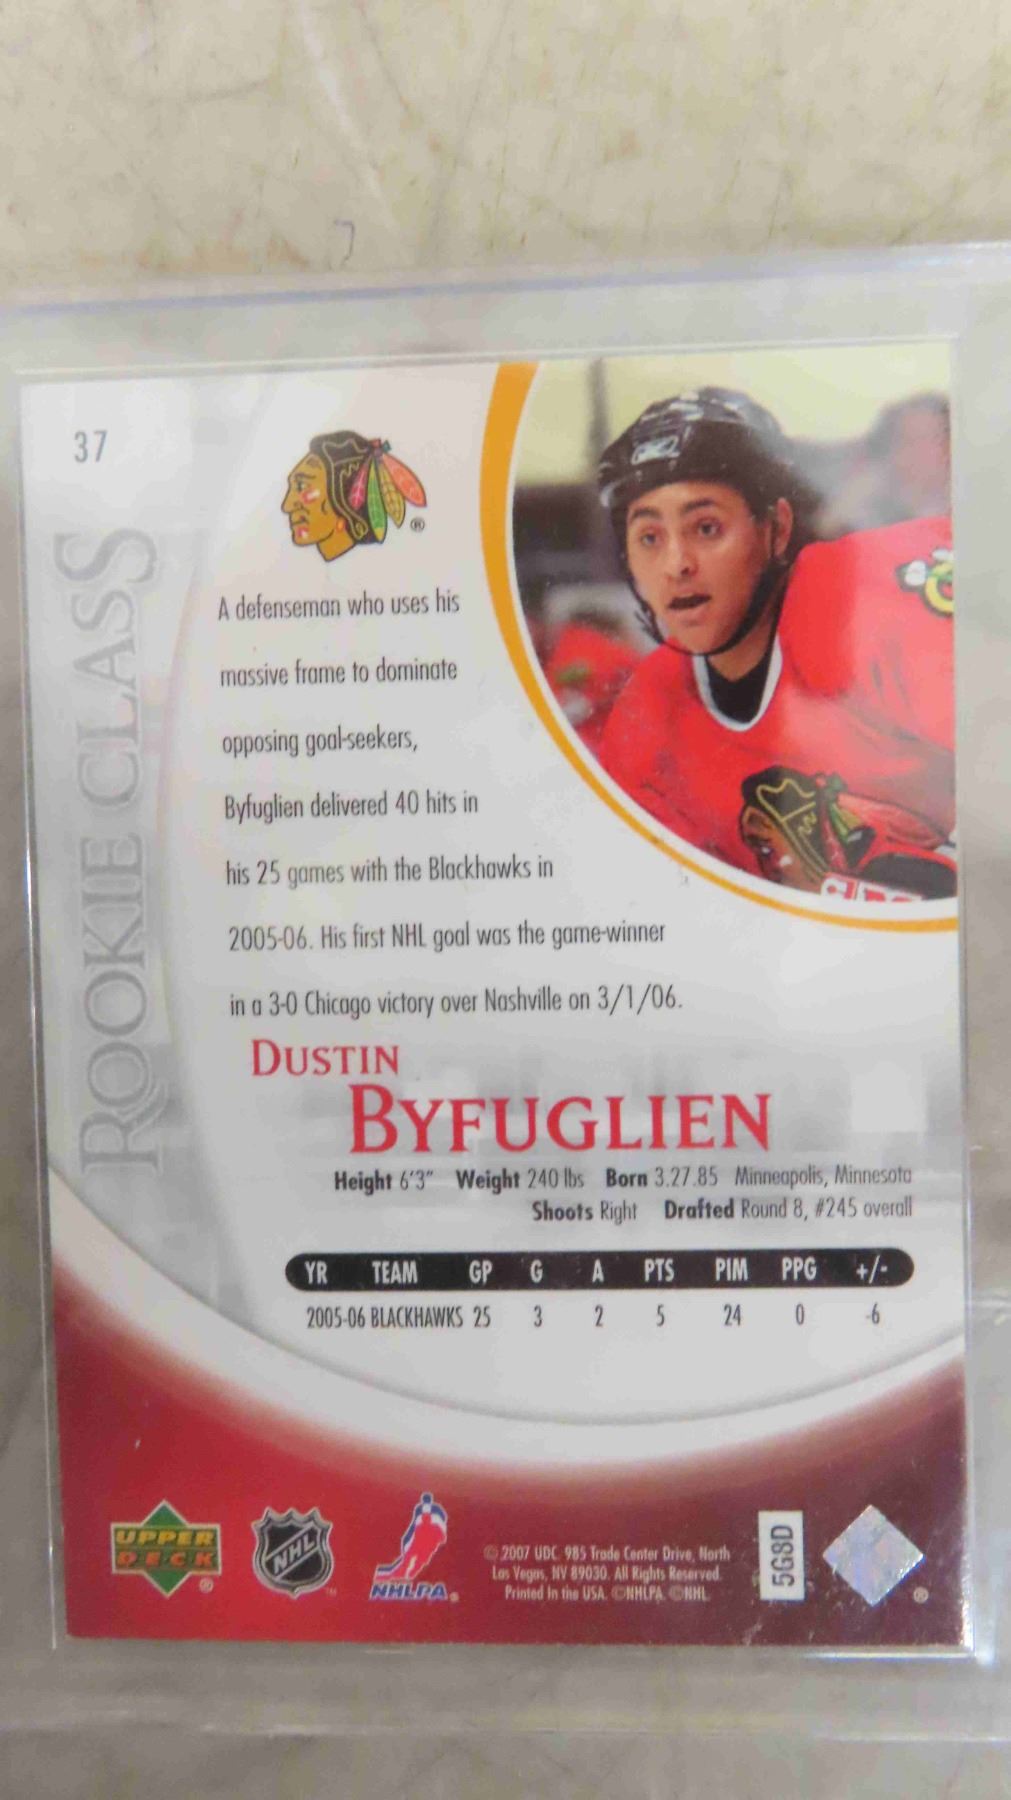 37
ROOKIE CLASS
®
A defenseman who uses his
massive frame to dominate
opposing goal-seekers,
Byfuglien delivered 40 hits in
his 25 games with the Blackhawks in
2005-06. His first NHL goal was the game-winner
in a 3-0 Chicago victory over Nashville on 3/1/06.
DUSTIN
BYFUGLIEN
Height 6'3" Weight 240 lbs Born 3.27.85 Minneapolis, Minnesota
Shoots Right Drafted Round 8, #245 overall
YR TEAM GP G A PTS PIM PPG +/-
2005-06 BLACKHAWKS 25 3 2 5 24 0 -6
UPPER
DECK
®
NHL
™
NHLPA®
© 2007 UDC. 985 Trade Center Drive, North
Las Vegas, NV 89030. All Rights Reserved.
Printed in the USA. ©NHLPA. ©NHL.
5G8D
®